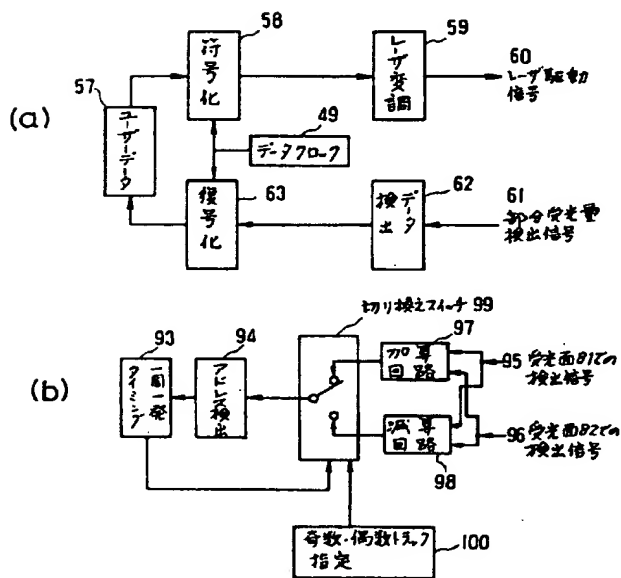 (a)
57
ユーザーデータ
58
符号化
59
レーザ変調
60
レーザ駆動
信号
49
データクロック
63
復号化
62
データ
検出
61
部分受光量
検出信号
(b)
93
一周一発
タイミング
94
アドレス検出
切り換えスイッチ 99
97
加算
回路
95 受光面81での
検出信号
減算
回路
98
96 受光面82での
検出信号
奇数・偶数トラック
指定
100